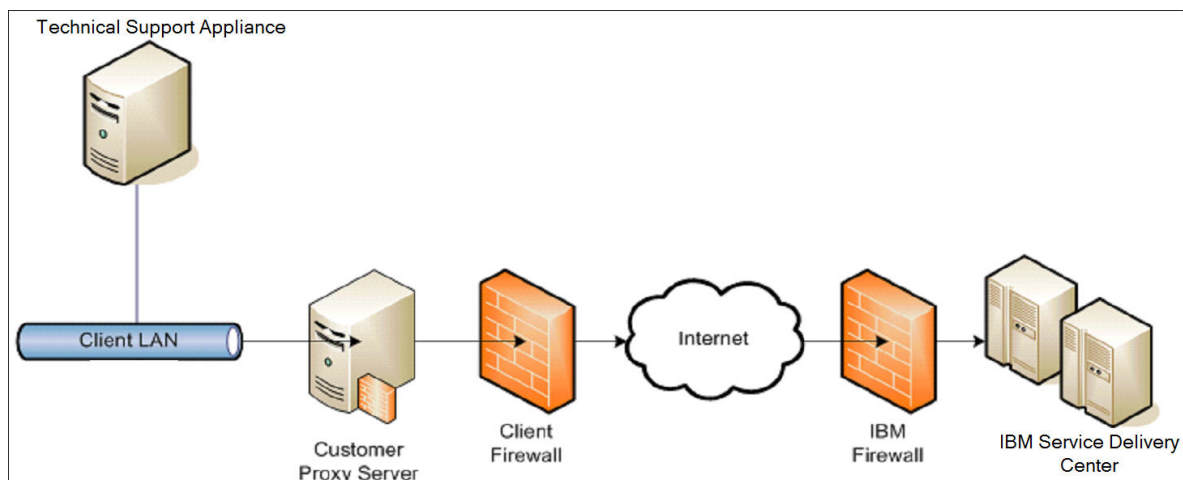 Technical Support Appliance
Client LAN
Internet
Customer
Proxy Server
Client
Firewall
IBM
Firewall
IBM Service Delivery
Center